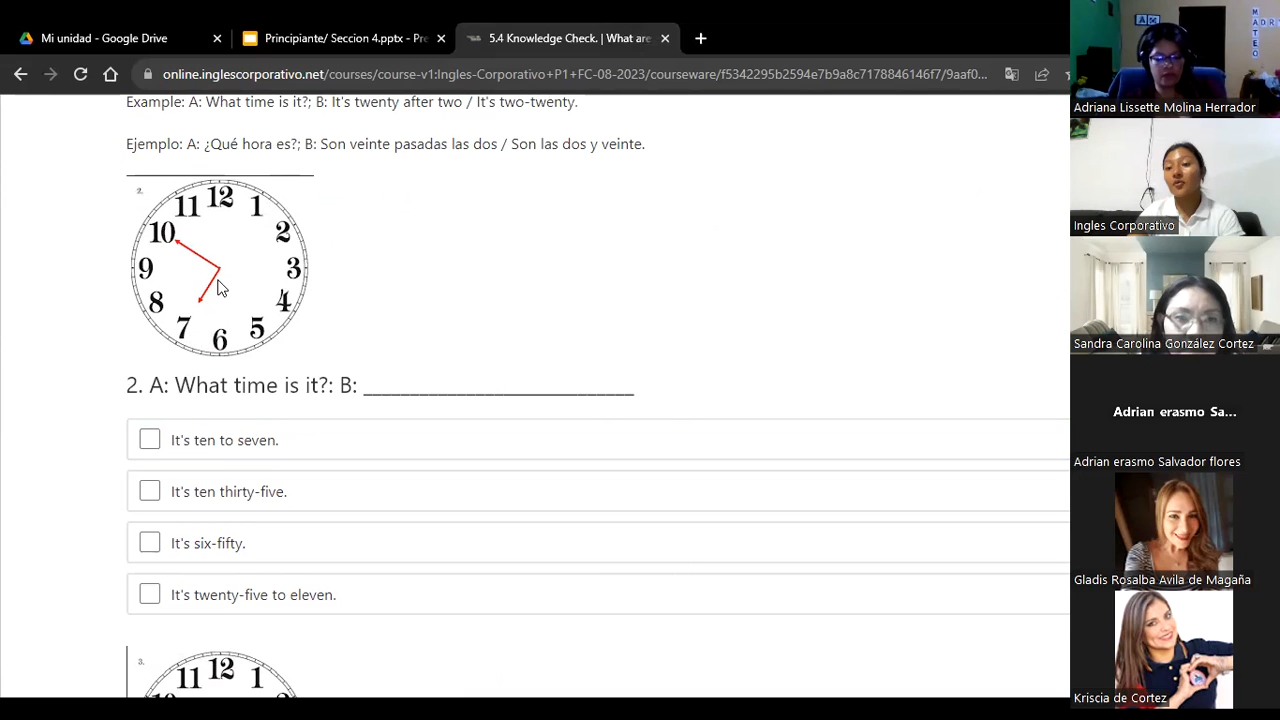 Mi unidad - Google Drive
Principiante/ Seccion 4.pptx - Pre
5.4 Knowledge Check. | What are
online.inglescorporativo.net/courses/course-v1:Ingles-Corporativo+P1+FC-08-2023/courseware/f5342295b2594e7b9a8c7178846146f7/9aaf0...
Example: A: What time is it?; B: It's twenty after two / It's two-twenty.
Ejemplo: A: ¿Qué hora es?; B: Son veinte pasadas las dos / Son las dos y veinte.
2.
12
11 1
10 2
9 3
8 4
7 5
6
2. A: What time is it?: B: ____________________________
It's ten to seven.
It's ten thirty-five.
It's six-fifty.
It's twenty-five to eleven.
3.
12
11 1
MATEO
Adriana Lissette Molina Herrador
Ingles Corporativo
Sandra Carolina González Cortez
Adrian erasmo Sa...
Adrian erasmo Salvador flores
Gladis Rosalba Avila de Magaña
Kriscia de Cortez